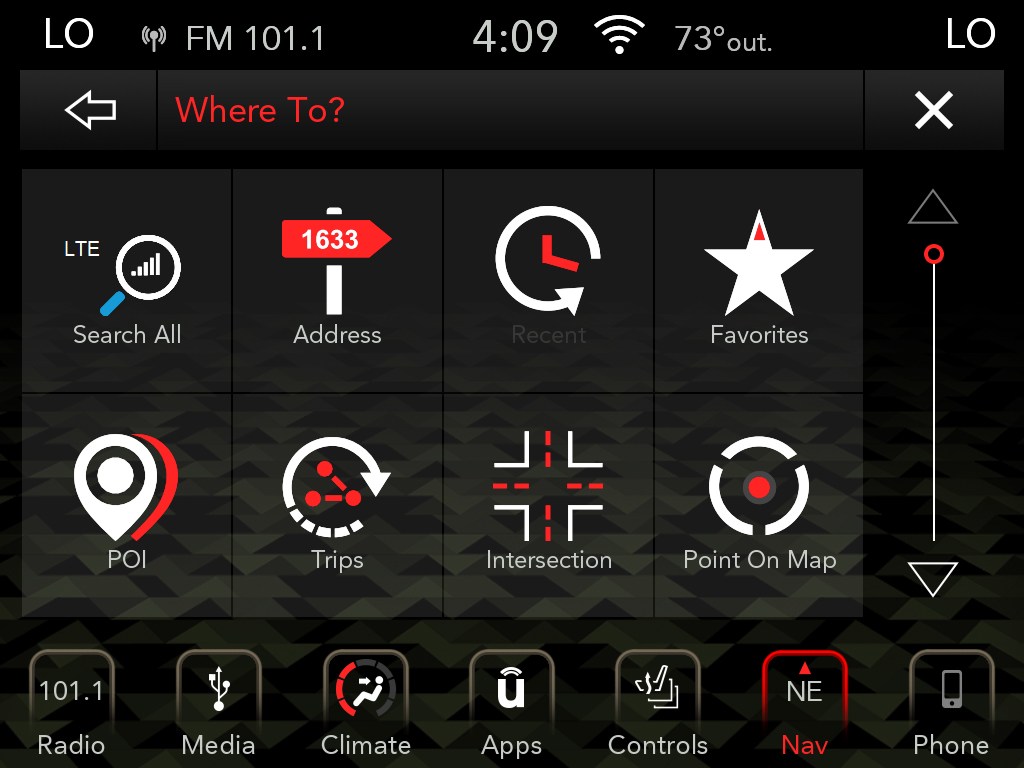 LO FM 101.1 4:09 73°out. LO
Where To?
LTE
1633
Search All Address Recent Favorites
POI Trips Intersection Point On Map
101.1 NE
Radio Media Climate Apps Controls Nav Phone